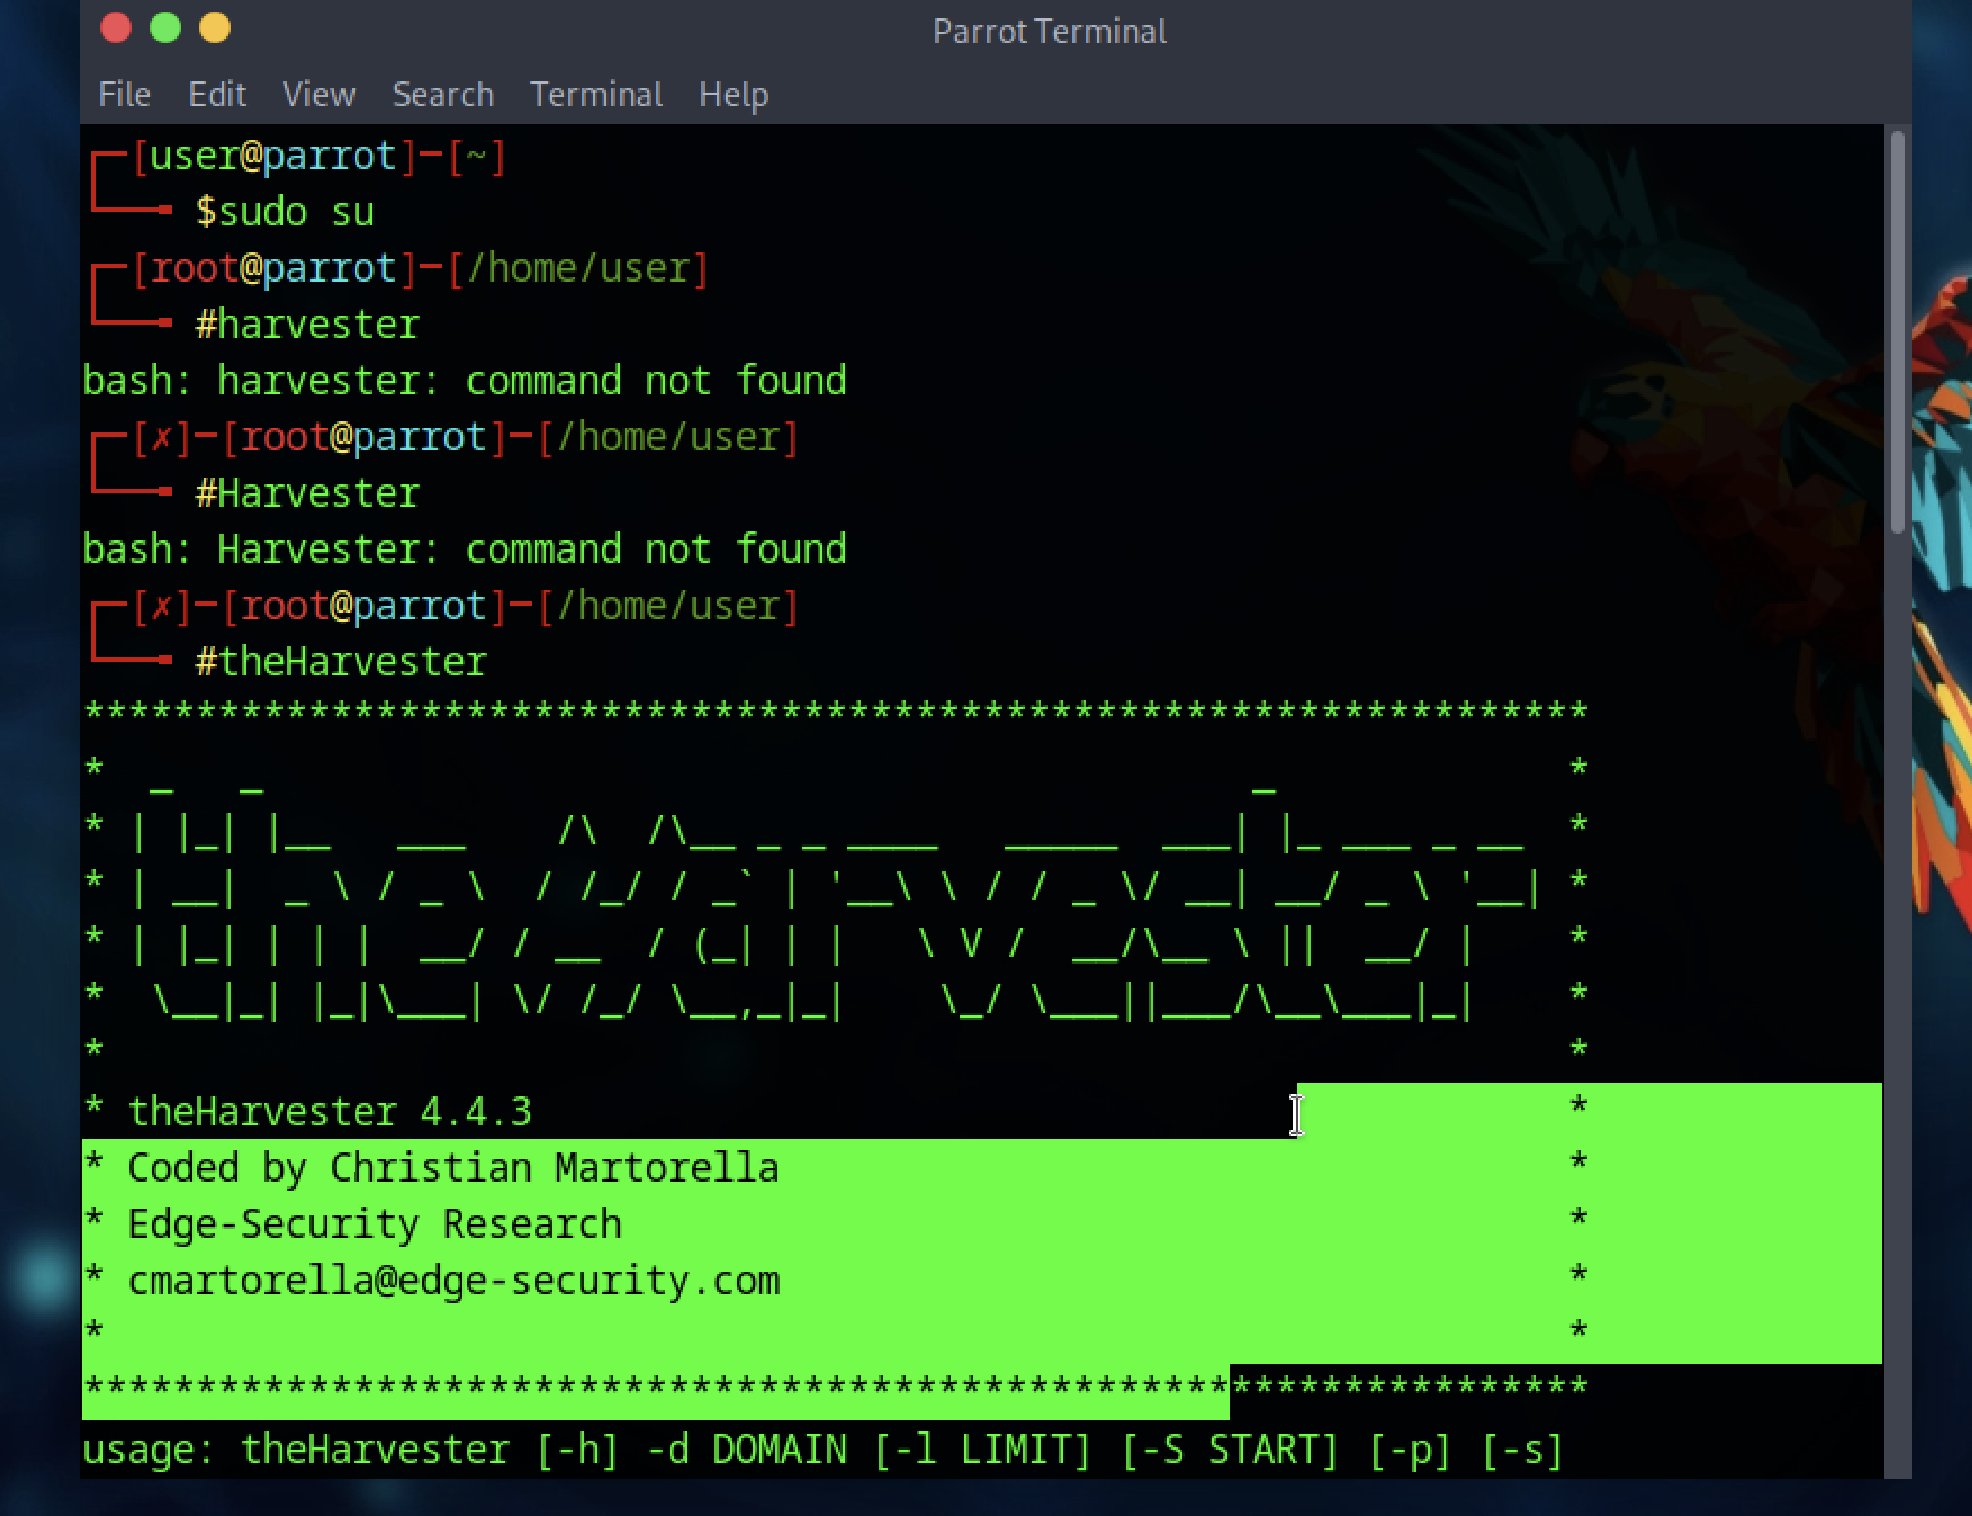 Parrot Terminal
File Edit View Search Terminal Help
┌─[user@parrot]─[~]
└──╼ $sudo su
┌─[root@parrot]─[/home/user]
└──╼ #harvester
bash: harvester: command not found
┌─[✗]─[root@parrot]─[/home/user]
└──╼ #Harvester
bash: Harvester: command not found
┌─[✗]─[root@parrot]─[/home/user]
└──╼ #theHarvester
*******************************************************************
*  _   _                                            _             *
* | |_| |__   ___    /\  /\__ _ _ ____   _____  ___| |_ ___ _ __  *
* | __|  _ \ / _ \  / /_/ / _` | '__\ \ / / _ \/ __| __/ _ \ '__| *
* | |_| | | |  __/ / __  / (_| | |   \ V /  __/\__ \ ||  __/ |    *
*  \__|_| |_|\___| \/ /_/ \__,_|_|    \_/ \___||___/\__\___|_|    *
*                                                                 *
* theHarvester 4.4.3                                              *
* Coded by Christian Martorella                                   *
* Edge-Security Research                                          *
* cmartorella@edge-security.com                                   *
*                                                                 *
*******************************************************************
usage: theHarvester [-h] -d DOMAIN [-l LIMIT] [-S START] [-p] [-s]